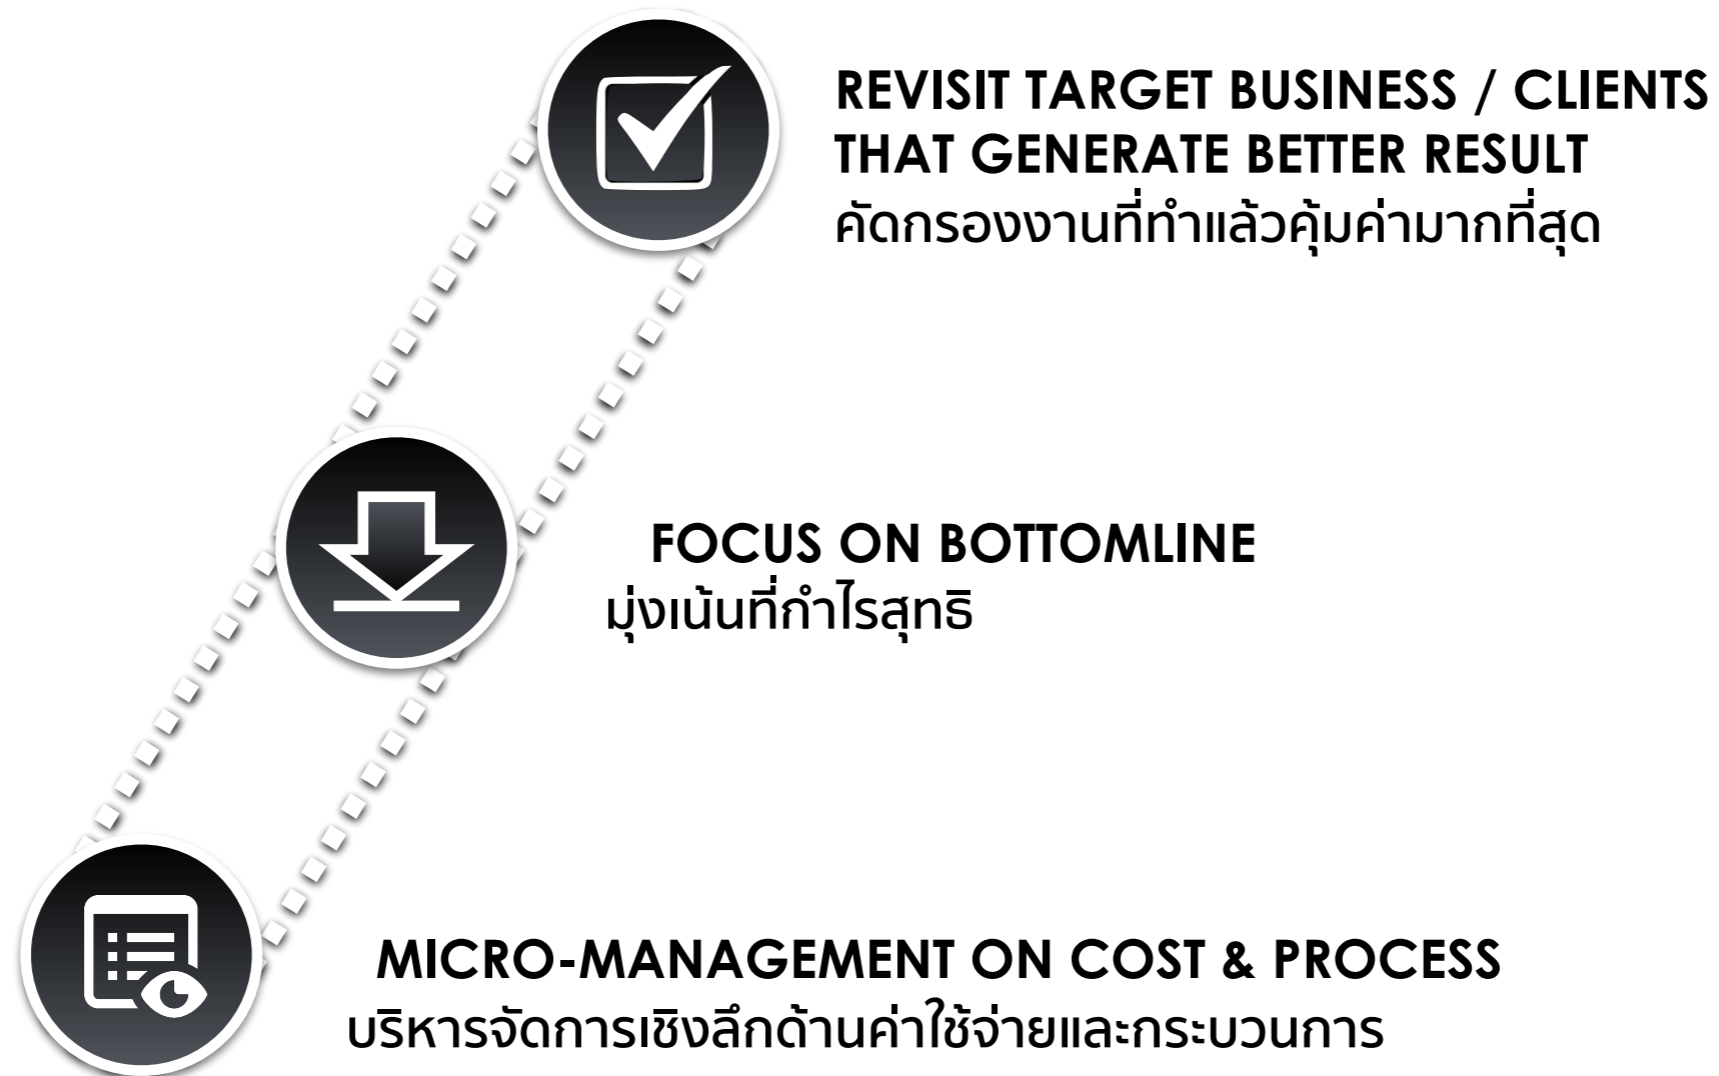 REVISIT TARGET BUSINESS / CLIENTS
THAT GENERATE BETTER RESULT
คัดกรองงานที่ทำแล้วคุ้มค่ามากที่สุด
FOCUS ON BOTTOMLINE
มุ่งเน้นที่กำไรสุทธิ
MICRO-MANAGEMENT ON COST & PROCESS
บริหารจัดการเชิงลึกด้านค่าใช้จ่ายและกระบวนการ